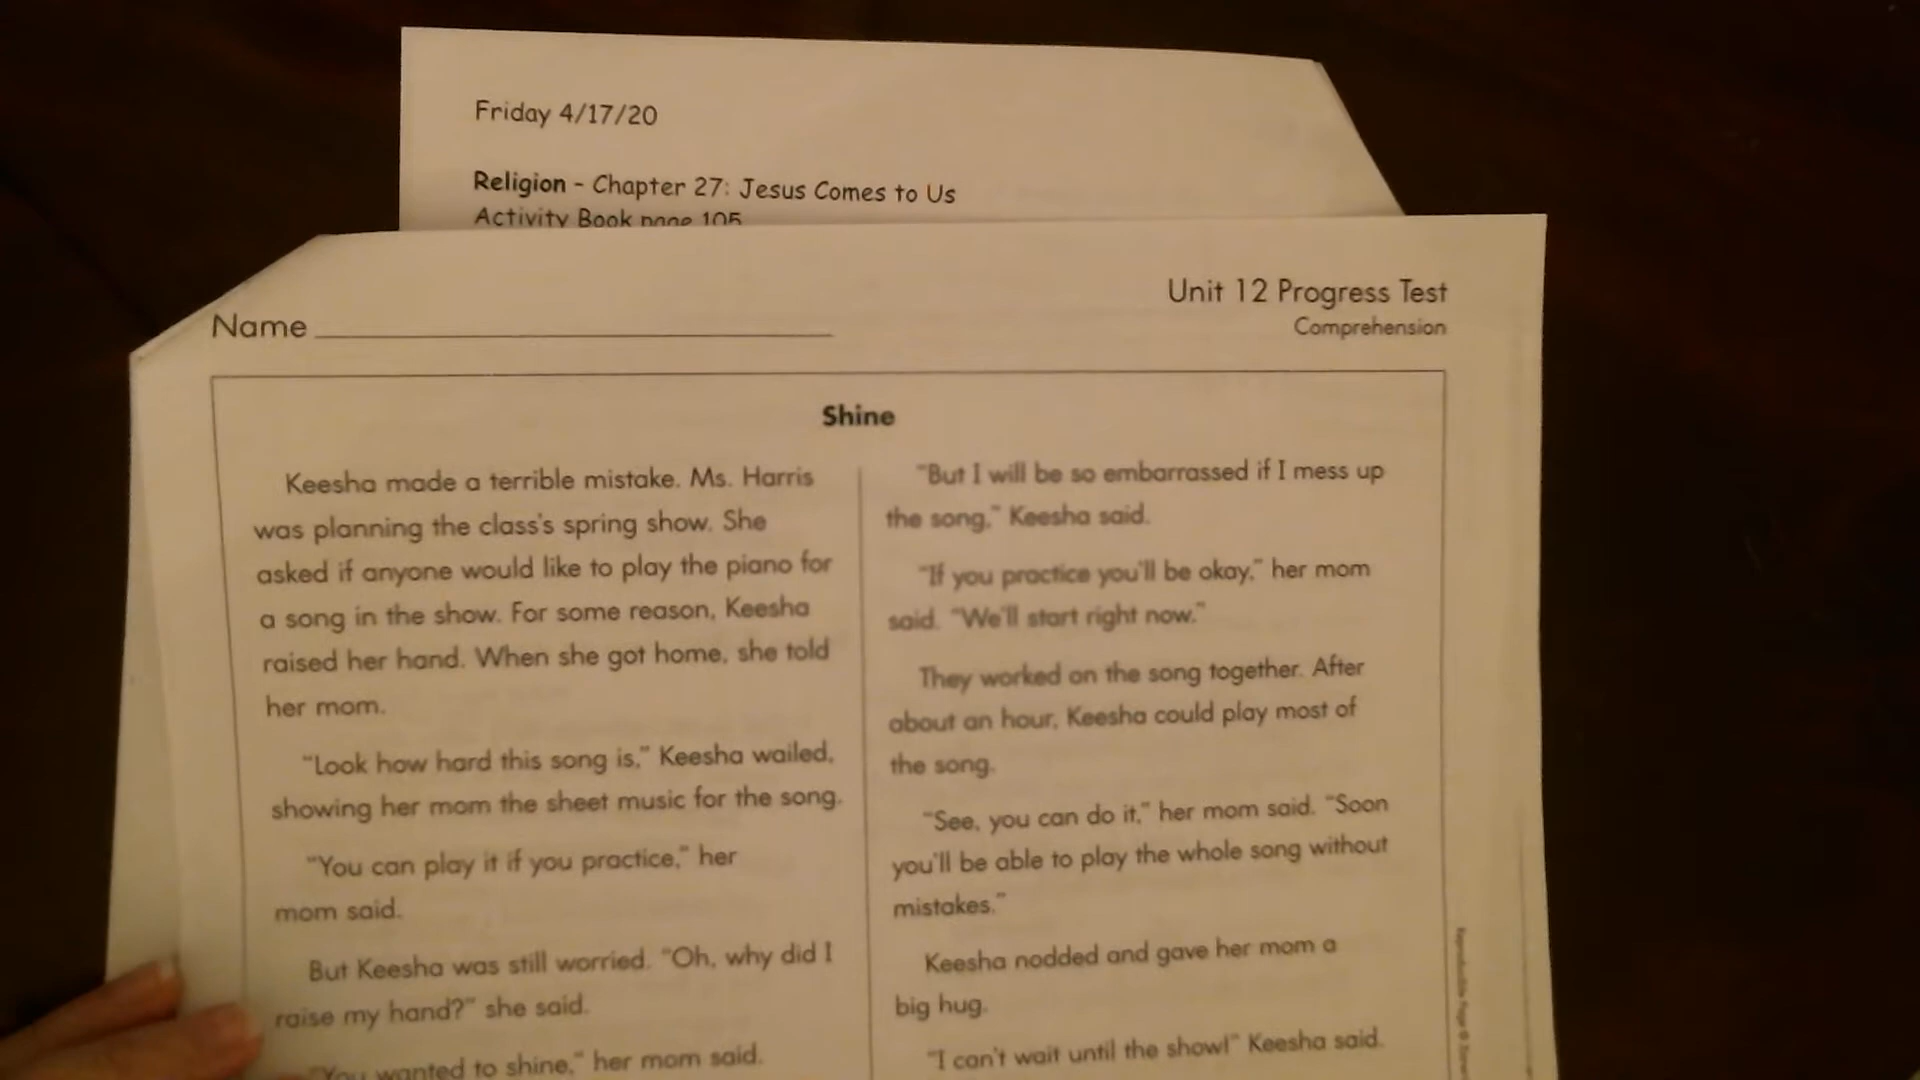 Friday 4/17/20
Religion - Chapter 27: Jesus Comes to Us
Activity Book page 105
Unit 12 Progress Test
Name
Comprehension
Shine
Keesha made a terrible mistake. Ms. Harris
was planning the class's spring show. She
asked if anyone would like to play the piano for
a song in the show. For some reason, Keesha
raised her hand. When she got home, she told
her mom.
"Look how hard this song is," Keesha wailed,
showing her mom the sheet music for the song.
"You can play it if you practice," her
mom said.
But Keesha was still worried. "Oh, why did I
raise my hand?" she said.
"You wanted to shine," her mom said.
"But I will be so embarrassed if I mess up
the song," Keesha said.
"If you practice you'll be okay," her mom
said. "We'll start right now."
They worked on the song together. After
about an hour, Keesha could play most of
the song.
"See, you can do it," her mom said. "Soon
you'll be able to play the whole song without
mistakes."
Keesha nodded and gave her mom a
big hug.
"I can't wait until the show!" Keesha said.
Reproducible Page ©